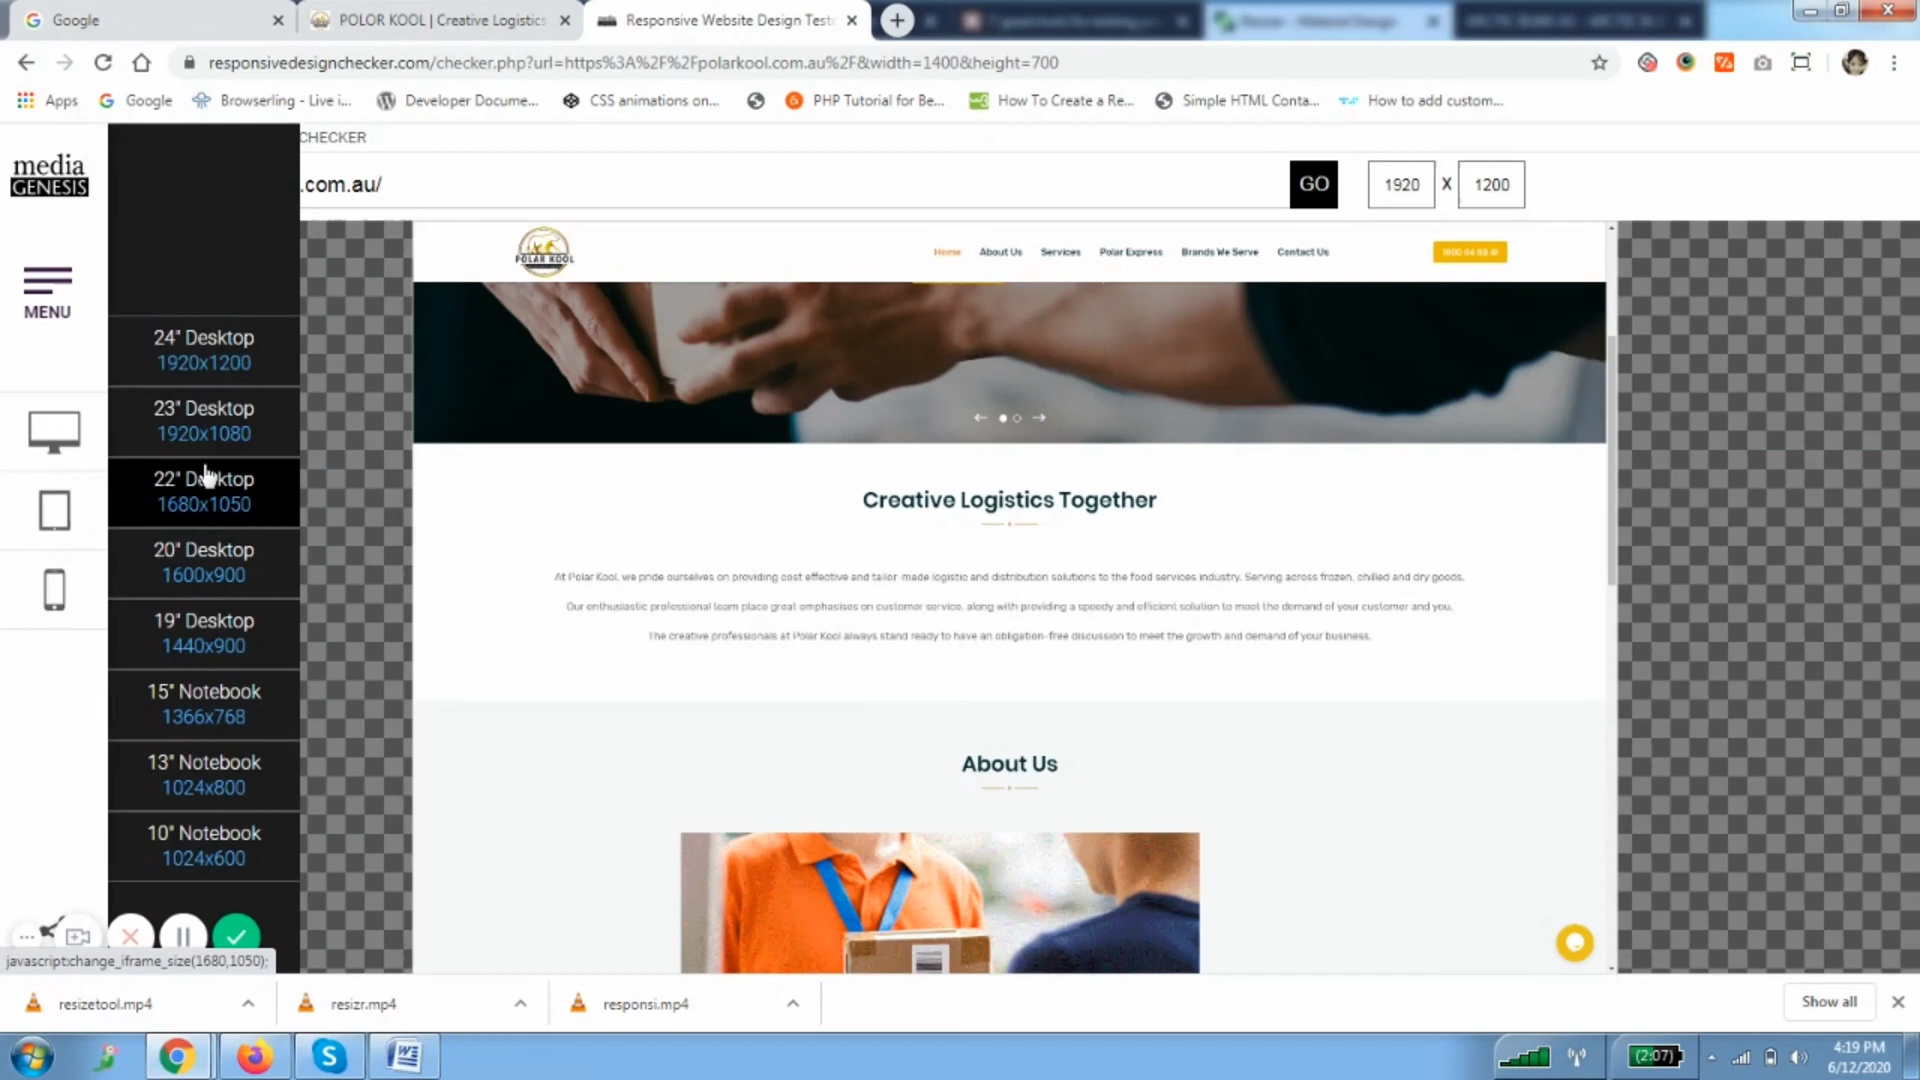 Google
POLOR KOOL | Creative Logistics
Responsive Website Design Teste
responsivedesignchecker.com/checker.php?url=https%3A%2F%2Fpolarkool.com.au%2F&width=1400&height=700
Apps
Google
Browserling - Live i...
Developer Docume...
CSS animations on...
PHP Tutorial for Be...
How To Create a Re...
Simple HTML Conta...
How to add custom...
media
GENESIS
CHECKER
.com.au/
GO
1920 X 1200
MENU
POLAR KOOL
Home
About Us
Services
Polar Express
Brands We Serve
Contact Us
24" Desktop
1920x1200
23" Desktop
1920x1080
22" Desktop
1680x1050
20" Desktop
1600x900
19" Desktop
1440x900
15" Notebook
1366x768
13" Notebook
1024x800
10" Notebook
1024x600
Creative Logistics Together
At Polar Kool, we pride ourselves on providing cost effective and tailor-made logistic and distribution solutions to the food services industry. Serving across frozen, chilled and dry goods.
Our enthusiastic professional team place great emphasises on customer service, along with providing a speedy and efficient solution to meet the demand of your customer and you.
The creative professionals at Polar Kool always stand ready to have an obligation-free discussion to meet the growth and demand of your business.
About Us
javascript:change_iframe_size(1680,1050);
resizetool.mp4
resizr.mp4
responsi.mp4
Show all
(2:07)
4:19 PM
6/12/2020